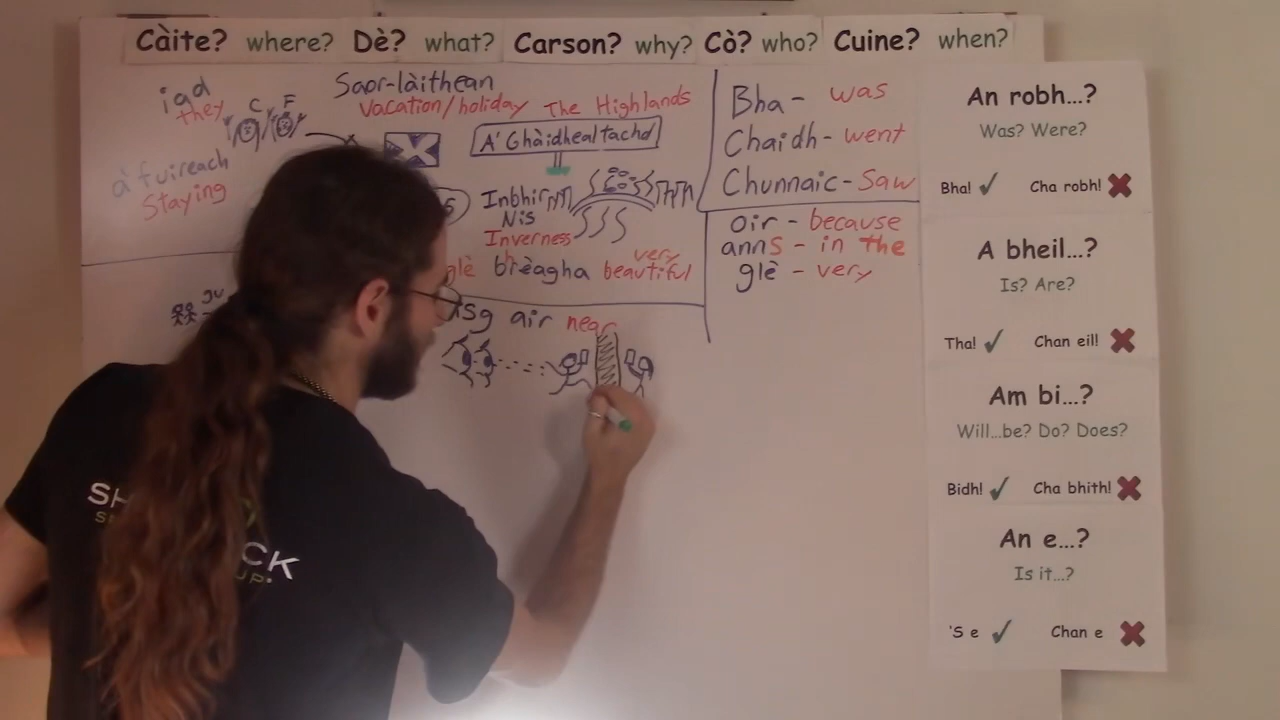 Càite? where? Dè? what? Carson? why? Cò? who? Cuine? when?
iad
they
C F
à fuireach
Staying
Saor-làithean
Vacation/holiday The Highlands
A' Ghàidhealtachd
Inbhir
Nis
Inverness
glè brèagha very beautiful
h
air near
Bha - was
Chaidh - went
Chunnaic - Saw
oir - because
anns - in the
glè - very
An robh...?
Was? Were?
Bha! Cha robh!
A bheil...?
Is? Are?
Tha! Chan eil!
Am bi...?
Will...be? Do? Does?
Bidh! Cha bhith!
An e...?
Is it...?
'S e Chan e